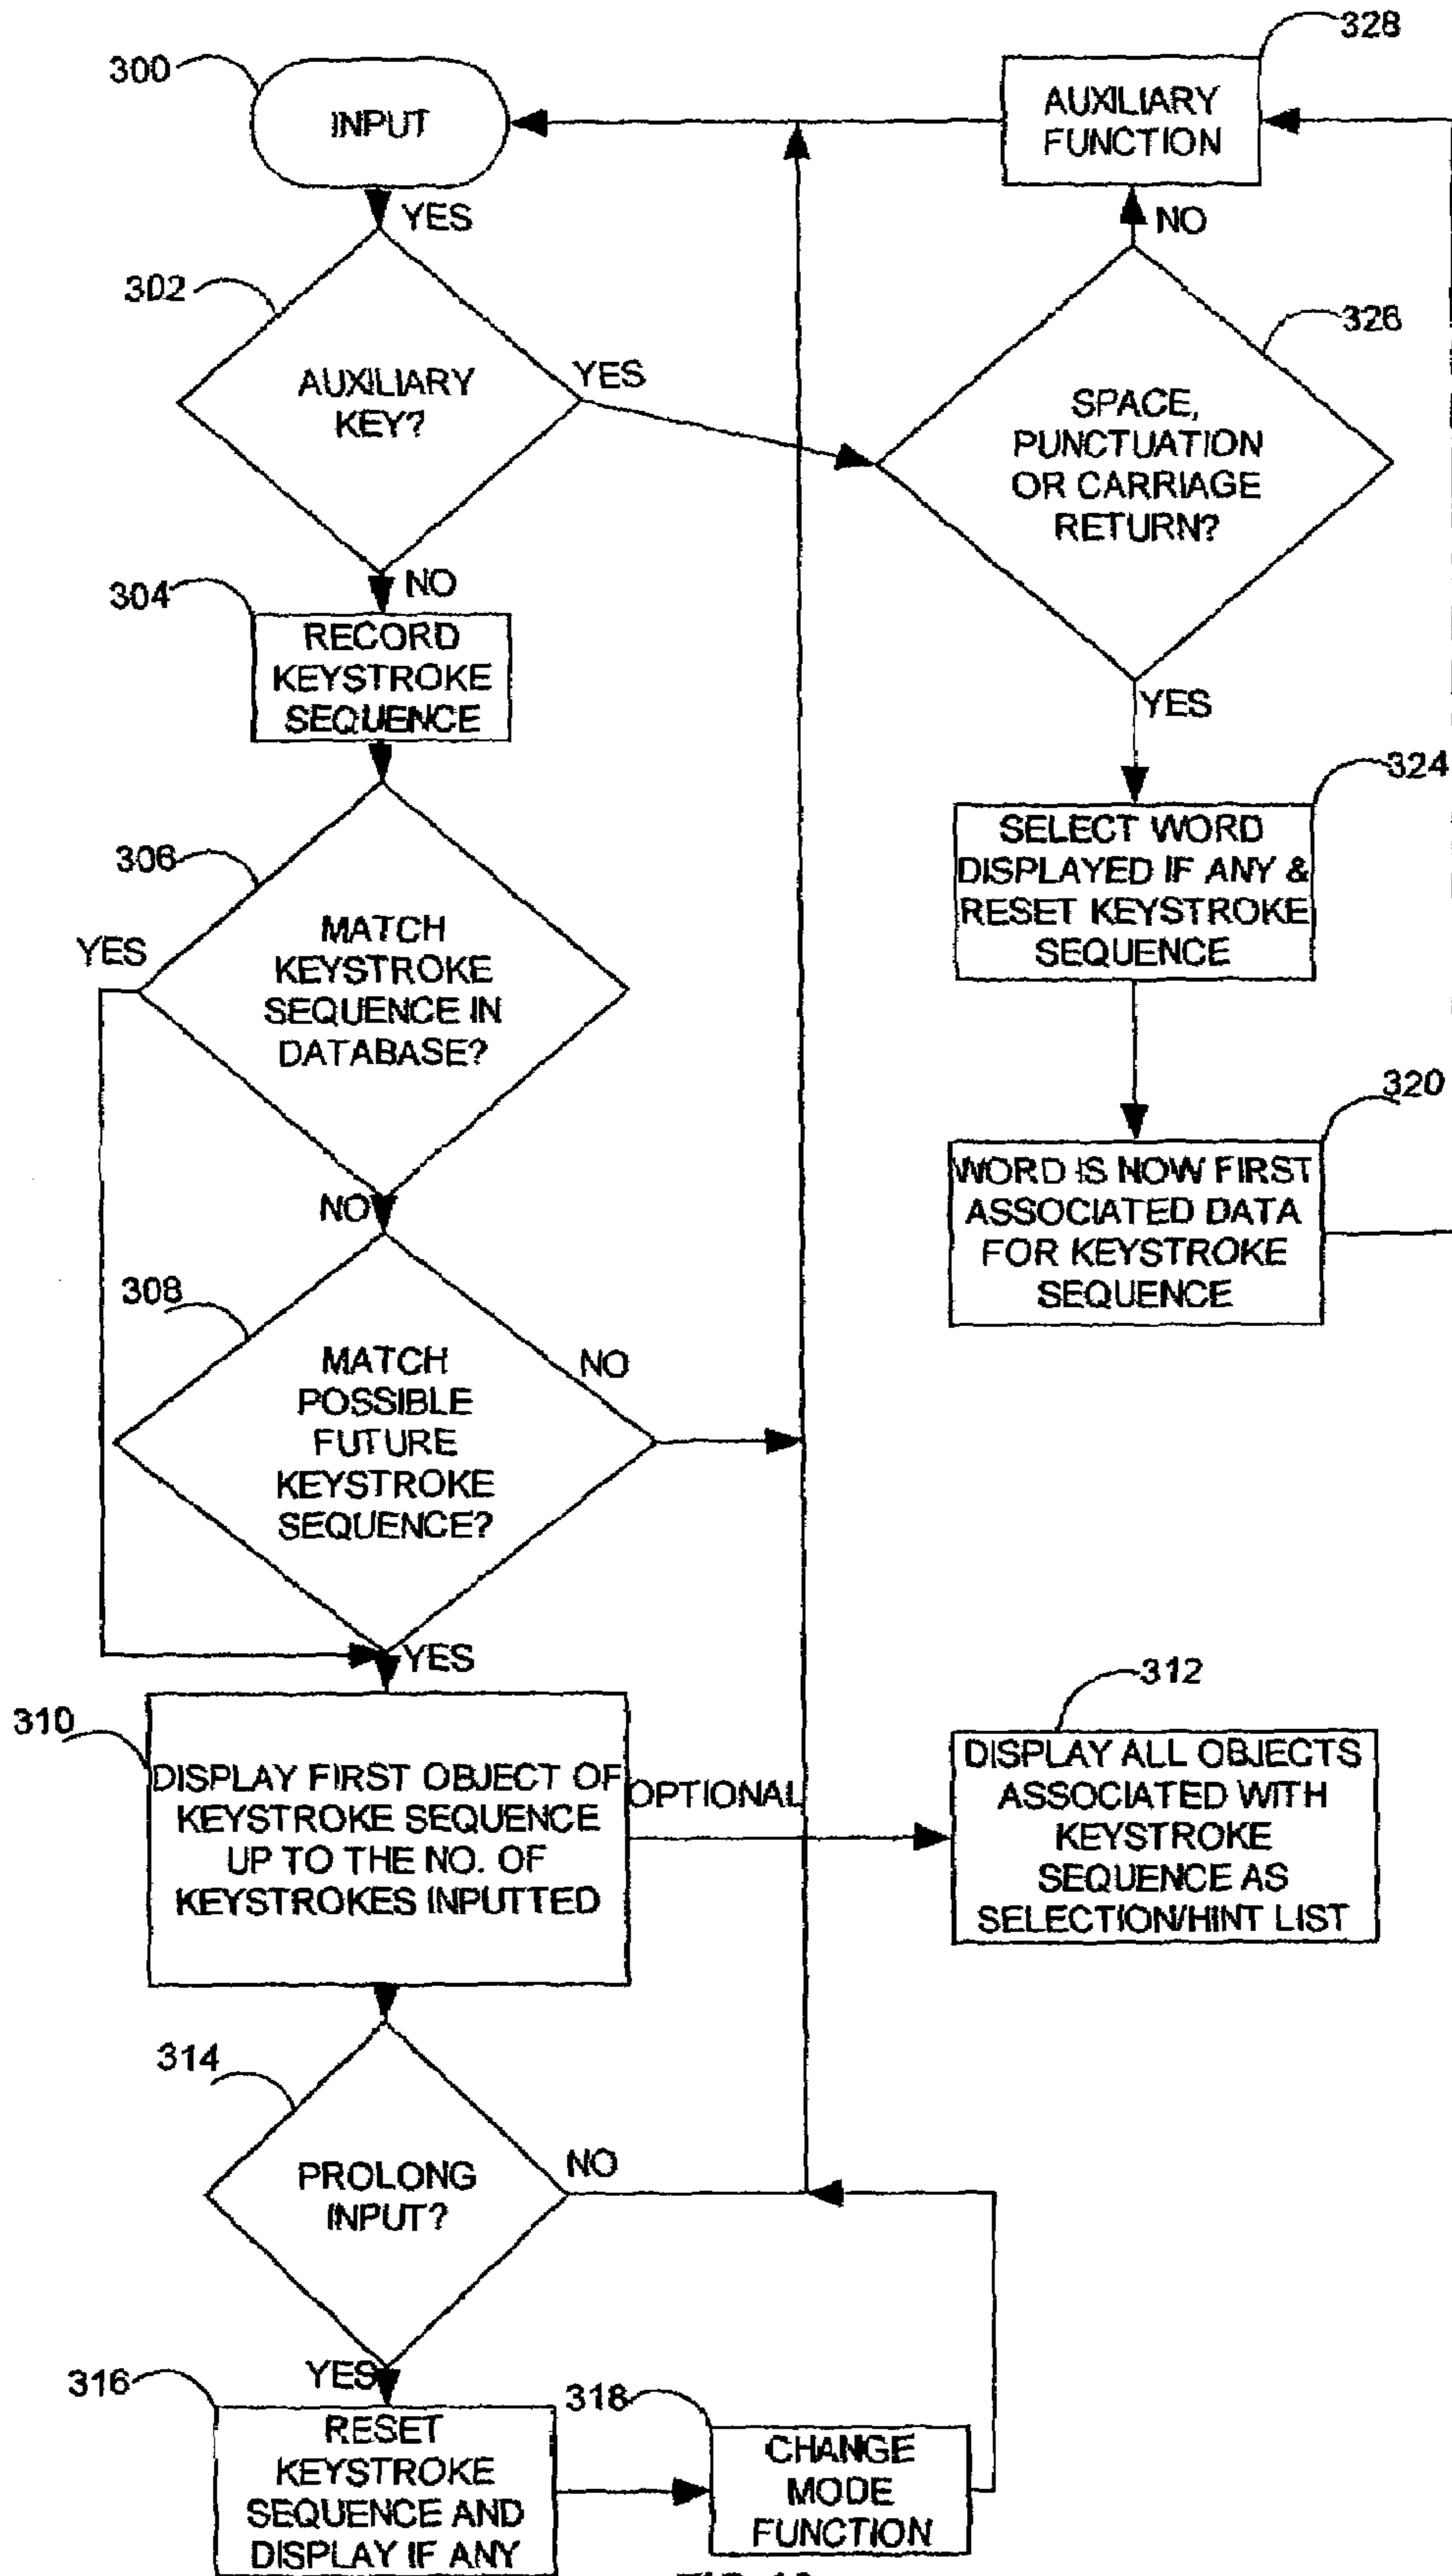 300
INPUT
YES
328
AUXILIARY
FUNCTION
NO
302
AUXILIARY
KEY?
YES
NO
326
SPACE,
PUNCTUATION
OR CARRIAGE
RETURN?
YES
304
RECORD
KEYSTROKE
SEQUENCE
324
SELECT WORD
DISPLAYED IF ANY &
RESET KEYSTROKE
SEQUENCE
306
YES
MATCH
KEYSTROKE
SEQUENCE IN
DATABASE?
NO
320
WORD IS NOW FIRST
ASSOCIATED DATA
FOR KEYSTROKE
SEQUENCE
308
MATCH
POSSIBLE
FUTURE
KEYSTROKE
SEQUENCE?
NO
YES
310
DISPLAY FIRST OBJECT OF
KEYSTROKE SEQUENCE
UP TO THE NO. OF
KEYSTROKES INPUTTED
OPTIONAL
312
DISPLAY ALL OBJECTS
ASSOCIATED WITH
KEYSTROKE
SEQUENCE AS
SELECTION/HINT LIST
314
PROLONG
INPUT?
NO
YES
316
RESET
KEYSTROKE
SEQUENCE AND
DISPLAY IF ANY
318
CHANGE
MODE
FUNCTION